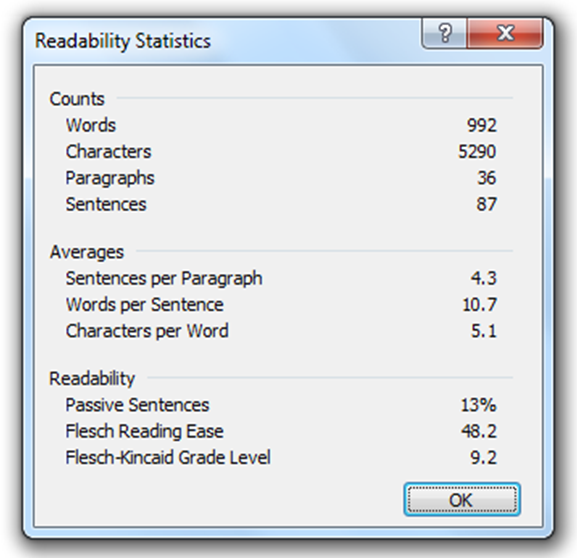 Readability Statistics
Counts
Words 992
Characters 5290
Paragraphs 36
Sentences 87
Averages
Sentences per Paragraph 4.3
Words per Sentence 10.7
Characters per Word 5.1
Readability
Passive Sentences 13%
Flesch Reading Ease 48.2
Flesch-Kincaid Grade Level 9.2
OK